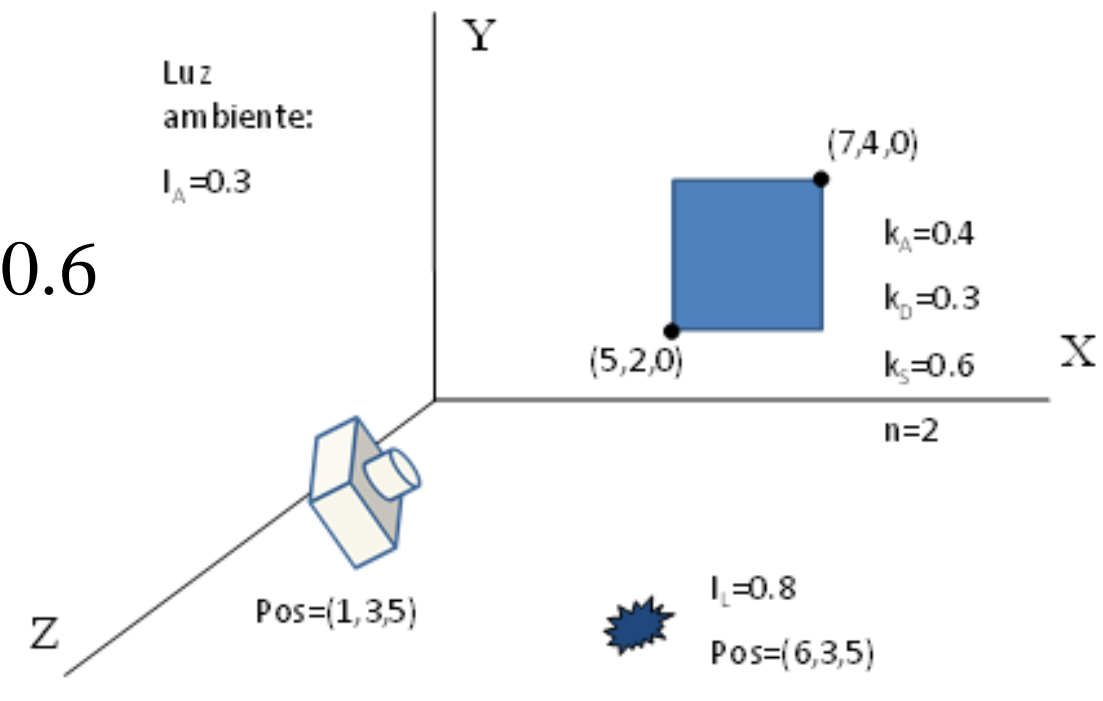 Y
Luz
ambiente:
I_A=0.3
0.6
(7,4,0)
k_A=0.4
k_D=0.3
k_S=0.6
n=2
(5,2,0)
X
Z
Pos=(1,3,5)
I_L=0.8
Pos=(6,3,5)